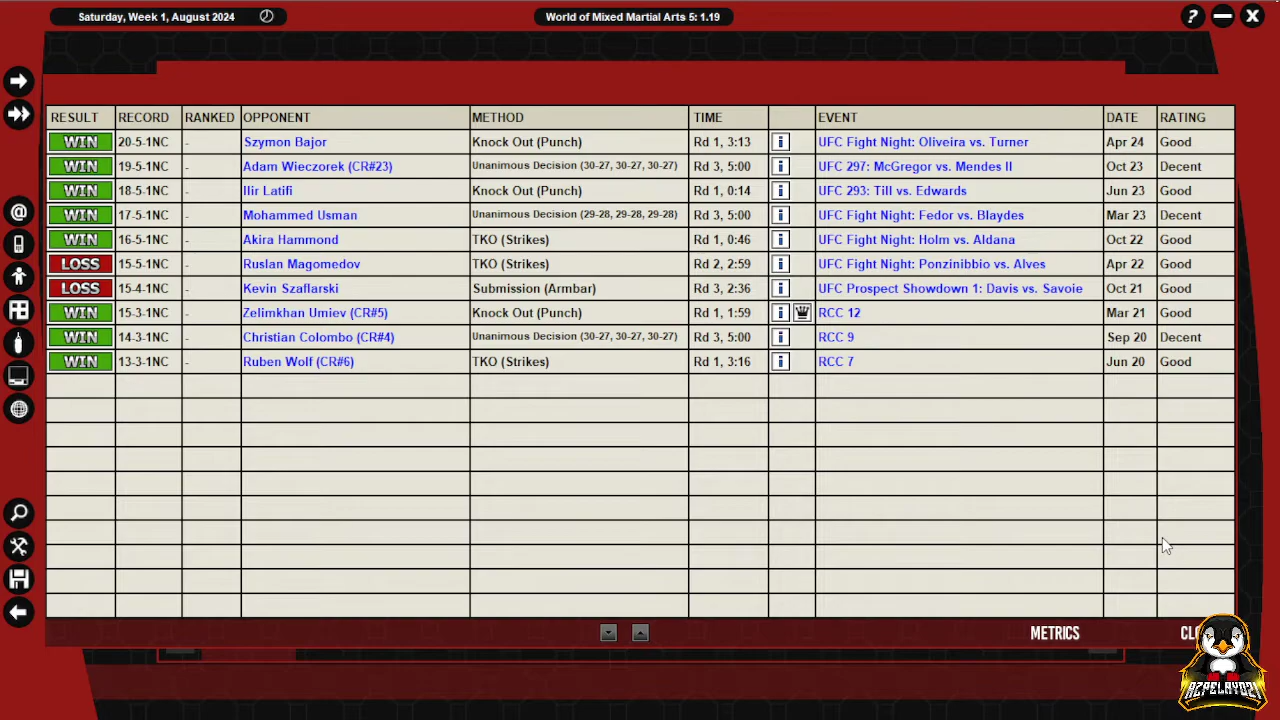 Saturday, Week 1, August 2024 World of Mixed Martial Arts 5: 1.19 ?
RESULT RECORD RANKED OPPONENT METHOD TIME EVENT DATE RATING
WIN 20-5-1NC - Szymon Bajor Knock Out (Punch) Rd 1, 3:13 i UFC Fight Night: Oliveira vs. Turner Apr 24 Good
WIN 19-5-1NC - Adam Wieczorek (CR#23) Unanimous Decision (30-27, 30-27, 30-27) Rd 3, 5:00 i UFC 297: McGregor vs. Mendes II Oct 23 Decent
WIN 18-5-1NC - Ilir Latifi Knock Out (Punch) Rd 1, 0:14 i UFC 293: Till vs. Edwards Jun 23 Good
WIN 17-5-1NC - Mohammed Usman Unanimous Decision (29-28, 29-28, 29-28) Rd 3, 5:00 i UFC Fight Night: Fedor vs. Blaydes Mar 23 Decent
WIN 16-5-1NC - Akira Hammond TKO (Strikes) Rd 1, 0:46 i UFC Fight Night: Holm vs. Aldana Oct 22 Good
LOSS 15-5-1NC - Ruslan Magomedov TKO (Strikes) Rd 2, 2:59 i UFC Fight Night: Ponzinibbio vs. Alves Apr 22 Good
LOSS 15-4-1NC - Kevin Szaflarski Submission (Armbar) Rd 3, 2:36 i UFC Prospect Showdown 1: Davis vs. Savoie Oct 21 Good
WIN 15-3-1NC - Zelimkhan Umiev (CR#5) Knock Out (Punch) Rd 1, 1:59 i RCC 12 Mar 21 Good
WIN 14-3-1NC - Christian Colombo (CR#4) Unanimous Decision (30-27, 30-27, 30-27) Rd 3, 5:00 i RCC 9 Sep 20 Decent
WIN 13-3-1NC - Ruben Wolf (CR#6) TKO (Strikes) Rd 1, 3:16 i RCC 7 Jun 20 Good
METRICS CL
AZPELAYO21